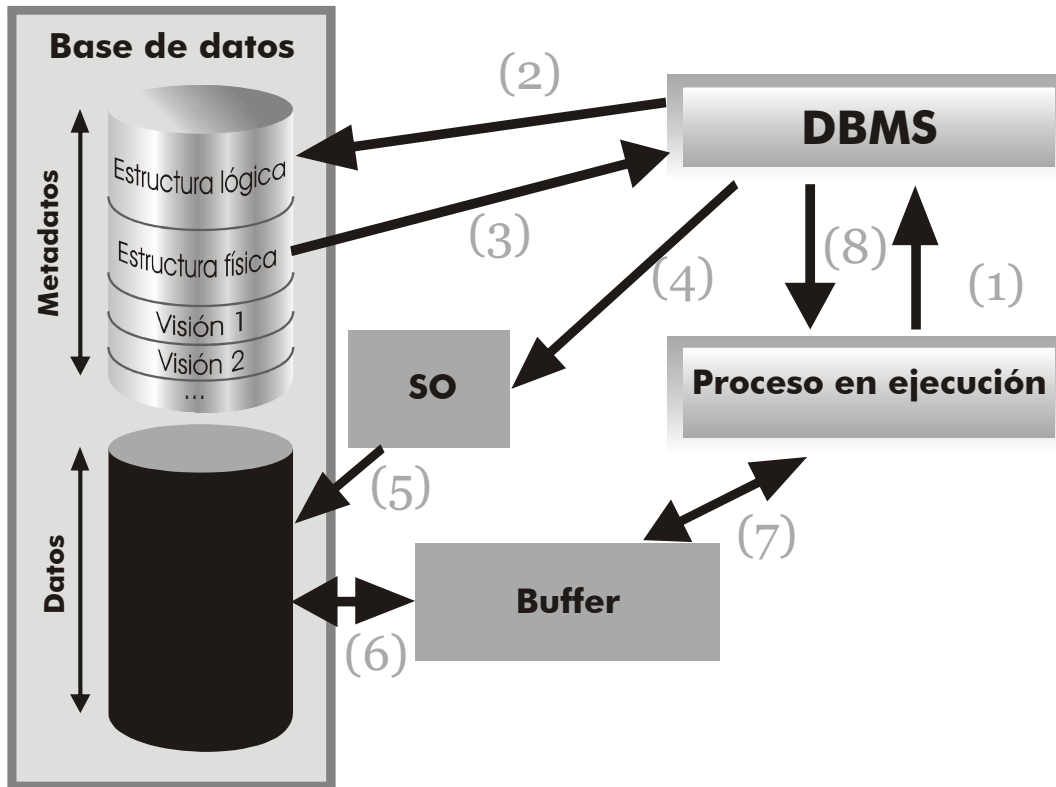 Base de datos
Metadatos
Estructura lógica
Estructura física
Visión 1
Visión 2
...
Datos
(2)
(3)
DBMS
(4)
(8)
(1)
SO
Proceso en ejecución
(5)
(7)
Buffer
(6)